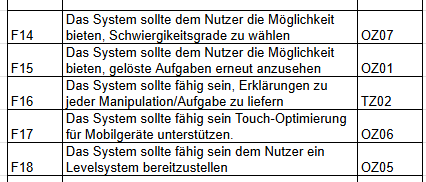 Das System sollte dem Nutzer die Möglichkeit
F14 bieten, Schwiergikeitsgrade zu wählen OZ07
Das System sollte dem Nutzer die Möglichkeit
F15 bieten, gelöste Aufgaben erneut anzusehen OZ01
Das System sollte fähig sein, Erklärungen zu
F16 jeder Manipulation/Aufgabe zu liefern TZ02
Das System sollte fähig sein Touch-Optimierung
F17 für Mobilgeräte unterstützen. OZ06
Das System sollte fähig sein dem Nutzer ein
F18 Levelsystem bereitzustellen OZ05